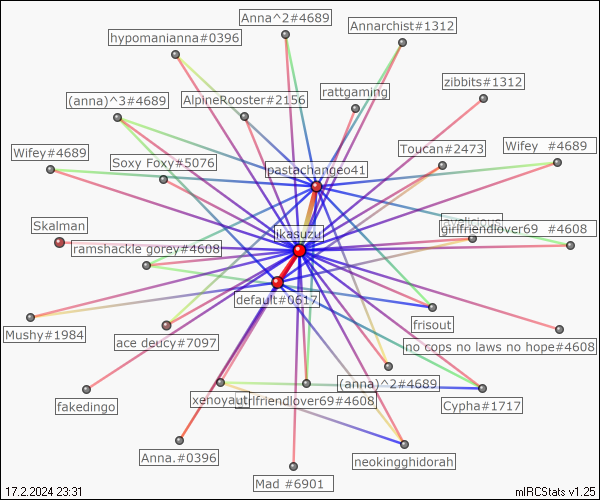 Anna^2#4689
Annarchist#1312
hypomanianna#0396
zibbits#1312
(anna)^3#4689
AlpineRooster#2156
rattgaming
Wifey#4689
Soxy Foxy#5076
Toucan#2473
Wifey #4689
pastachangeo41
Skalman
jikasuzu
girlfriendlover69 #4608
ramshackle gorey#4608
default#0617
Mushy#1984
ace deucy#7097
frisout
no cops no laws no hope#4608
fakedingo
xenoyaut
girlfriendlover69#4608
(anna)^2#4689
Cypha#1717
Anna.#0396
neokingghidorah
Mad #6901
17.2.2024 23:31
mIRCStats v1.25